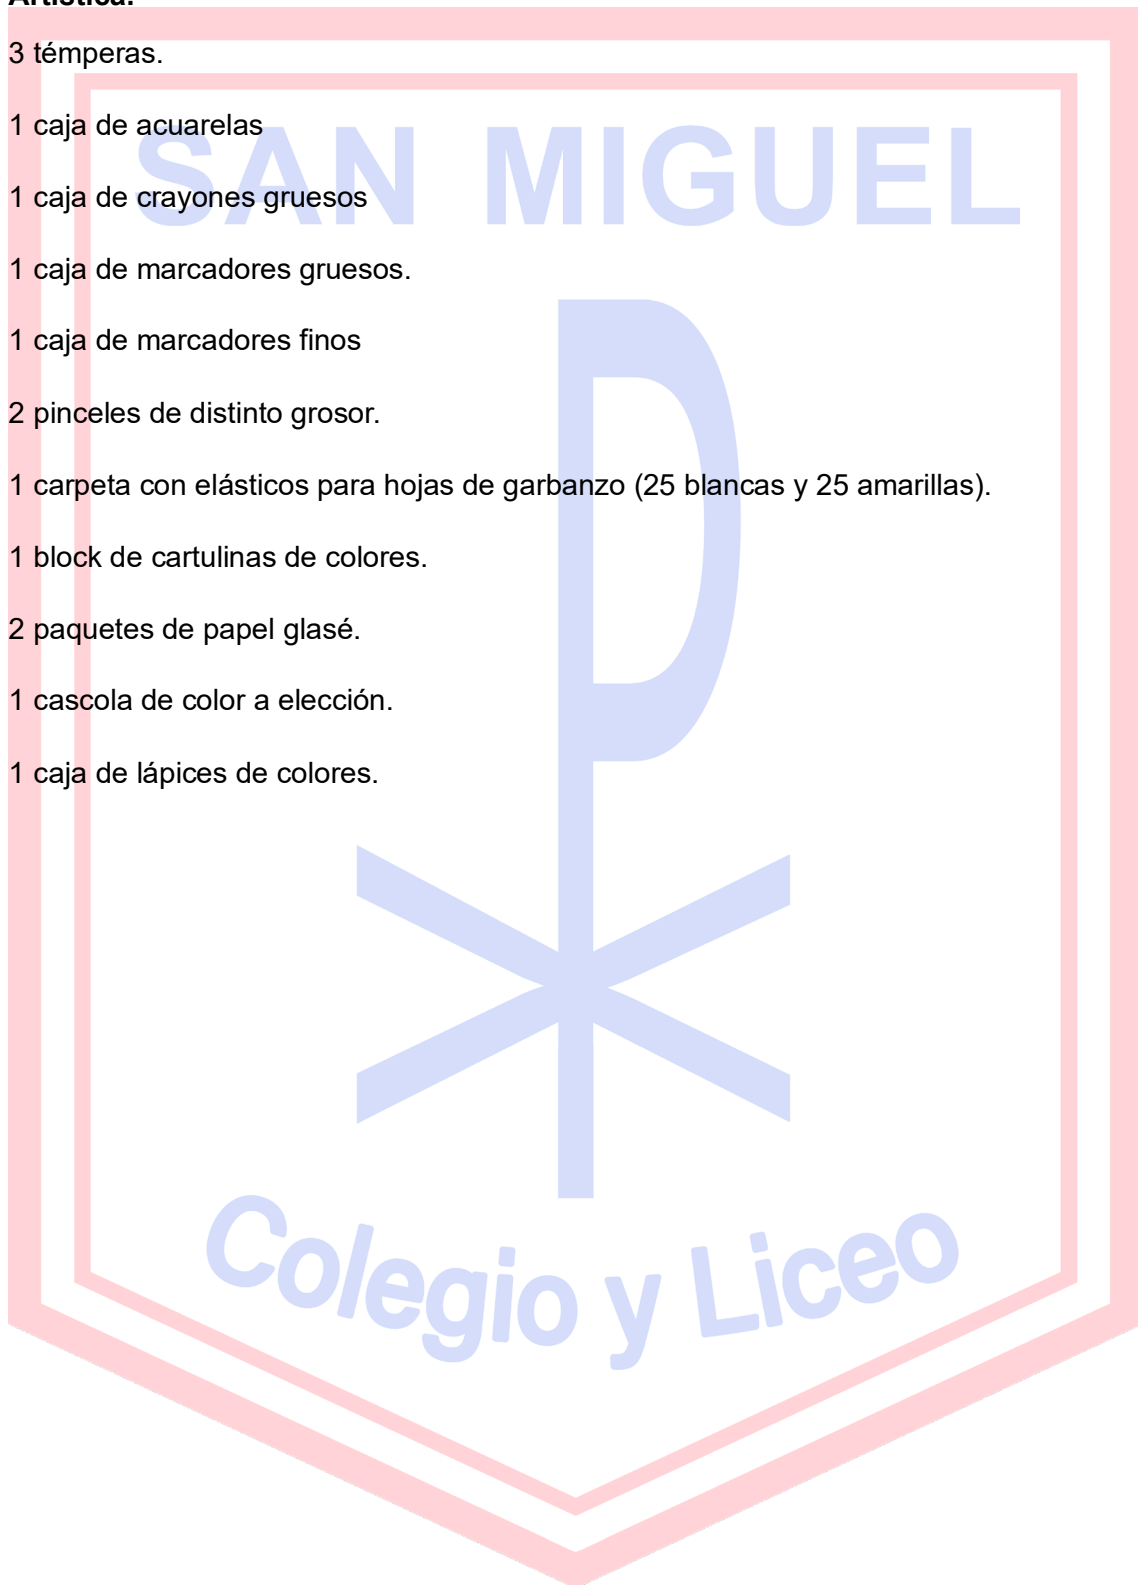 Artística.
3 témperas.
1 caja de acuarelas
1 caja de crayones gruesos
1 caja de marcadores gruesos.
1 caja de marcadores finos
2 pinceles de distinto grosor.
1 carpeta con elásticos para hojas de garbanzo (25 blancas y 25 amarillas).
1 block de cartulinas de colores.
2 paquetes de papel glasé.
1 cascola de color a elección.
1 caja de lápices de colores.
SAN MIGUEL
Colegio y Liceo